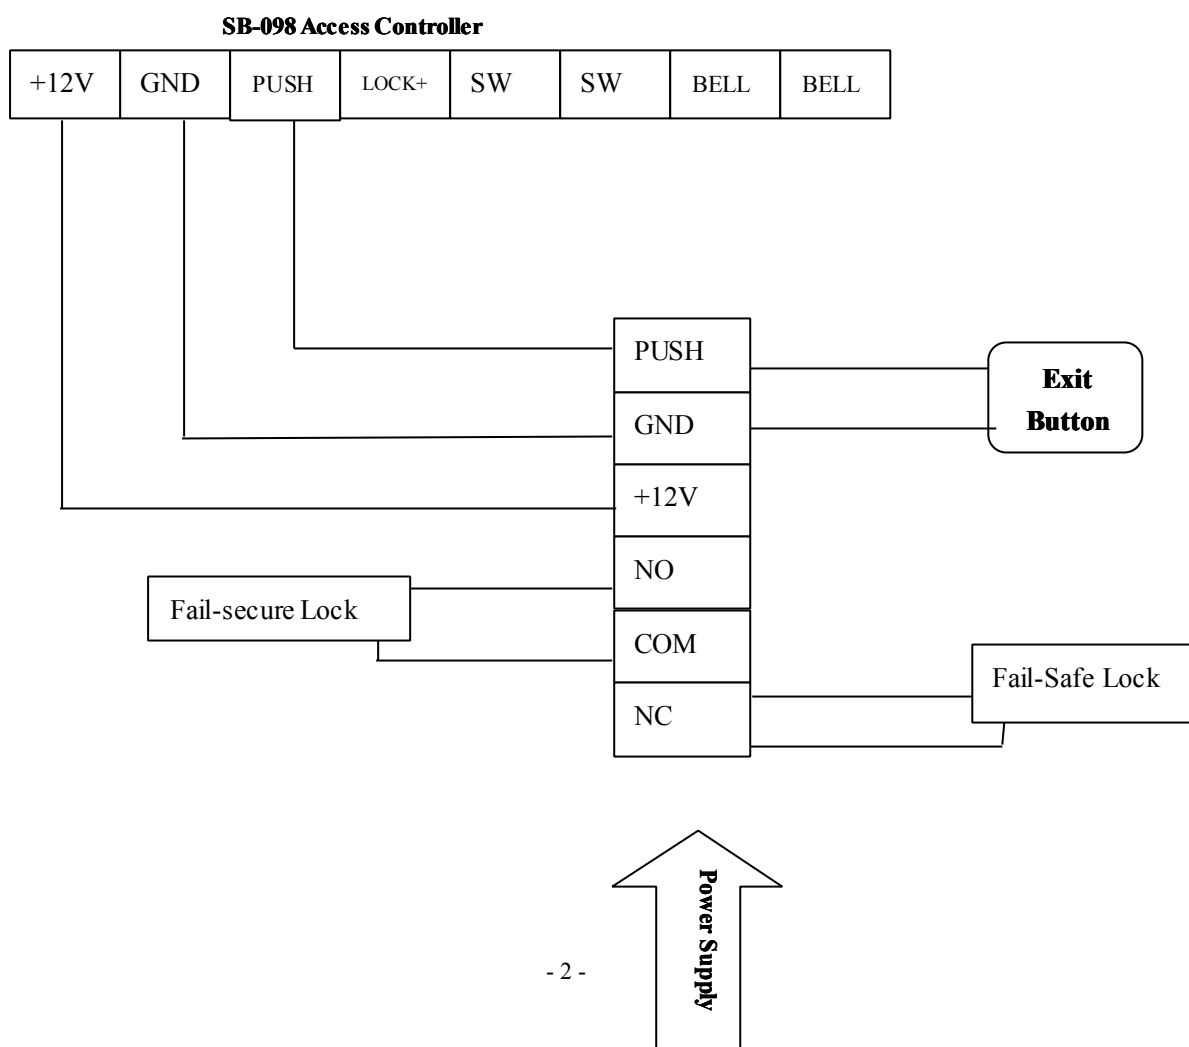 SB-098 Access Controller
+12V GND PUSH LOCK+ SW SW BELL BELL
PUSH
Exit
Button
GND
+12V
NO
Fail-secure Lock
COM
Fail-Safe Lock
NC
Power Supply
- 2 -